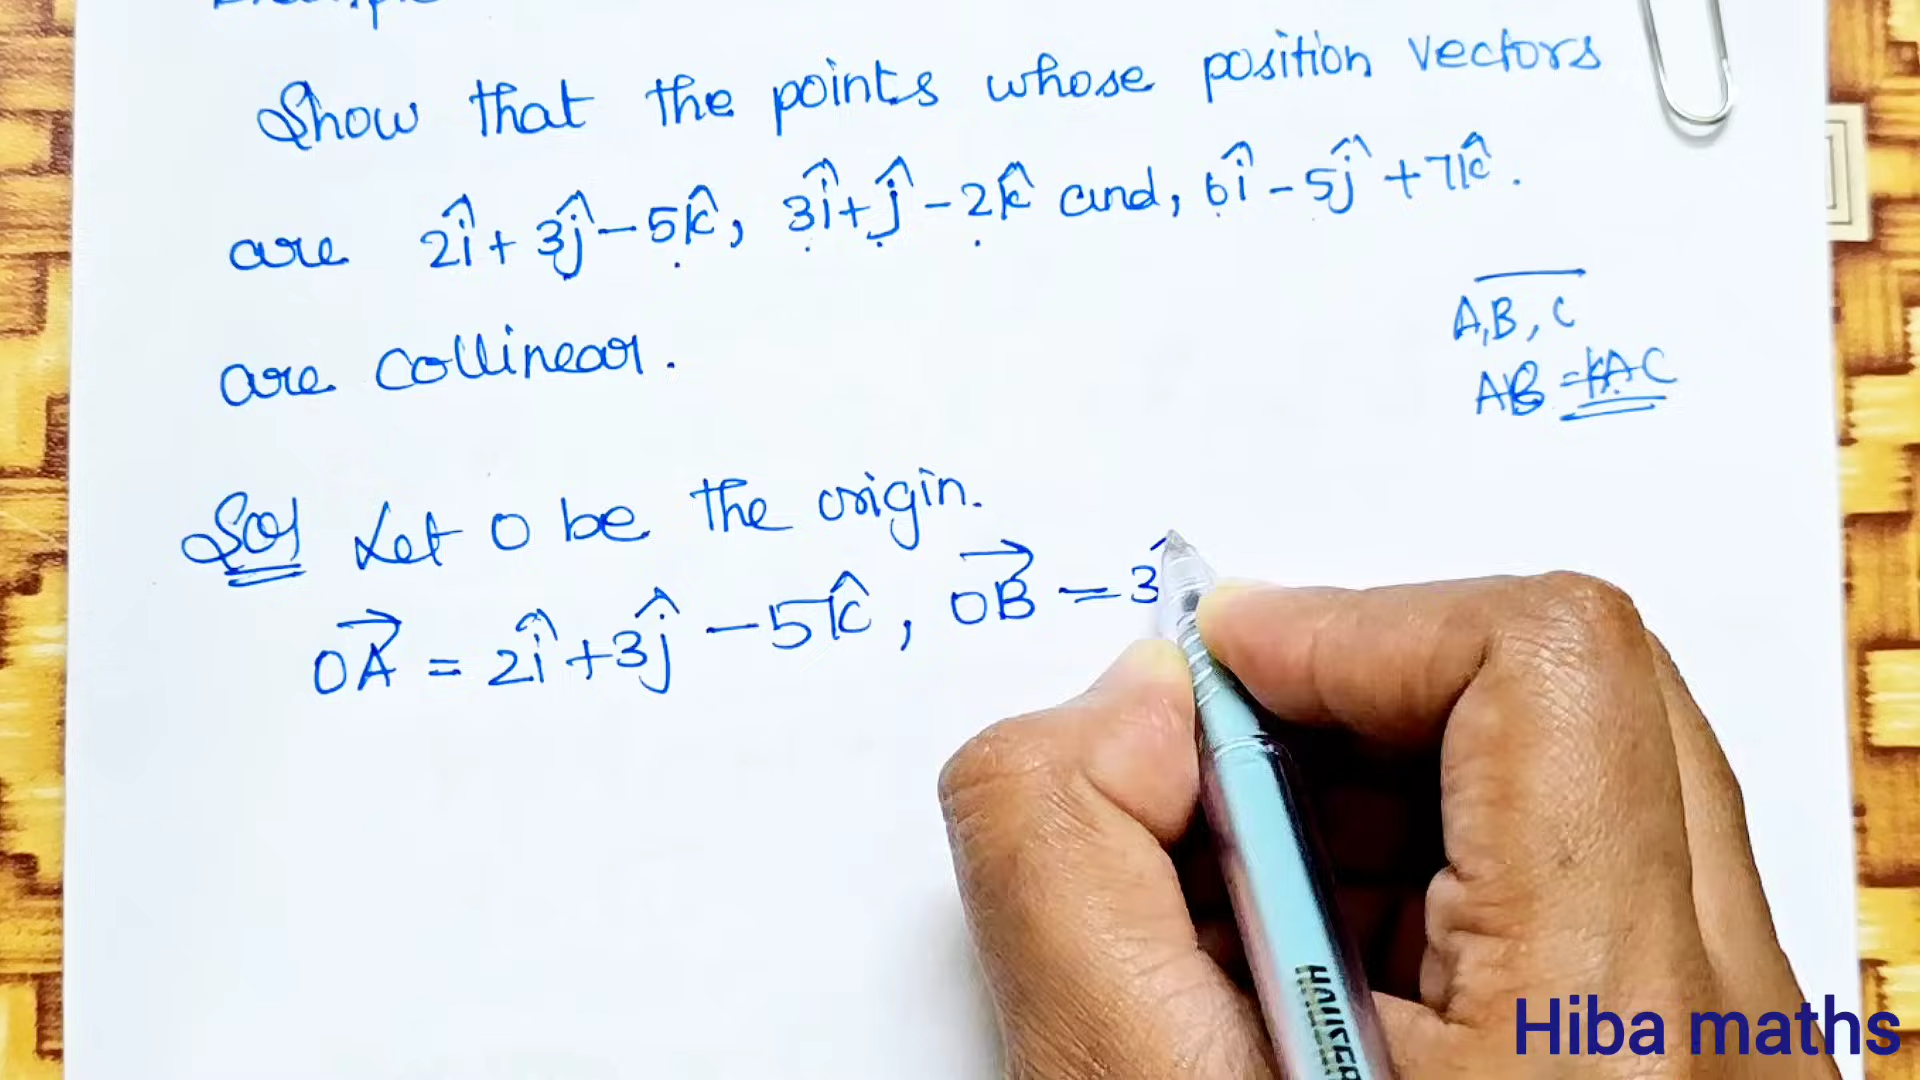 Show that the points whose position vectors
are 2î + 3ĵ - 5k̂, 3î + ĵ - 2k̂ and, 6î - 5ĵ + 7k̂.
are collinear.
A, B, C
AB = kAC
Sol Let O be the origin.
OA⃗ = 2î + 3ĵ - 5k̂, OB⃗ = 3
HAUSER
Hiba maths